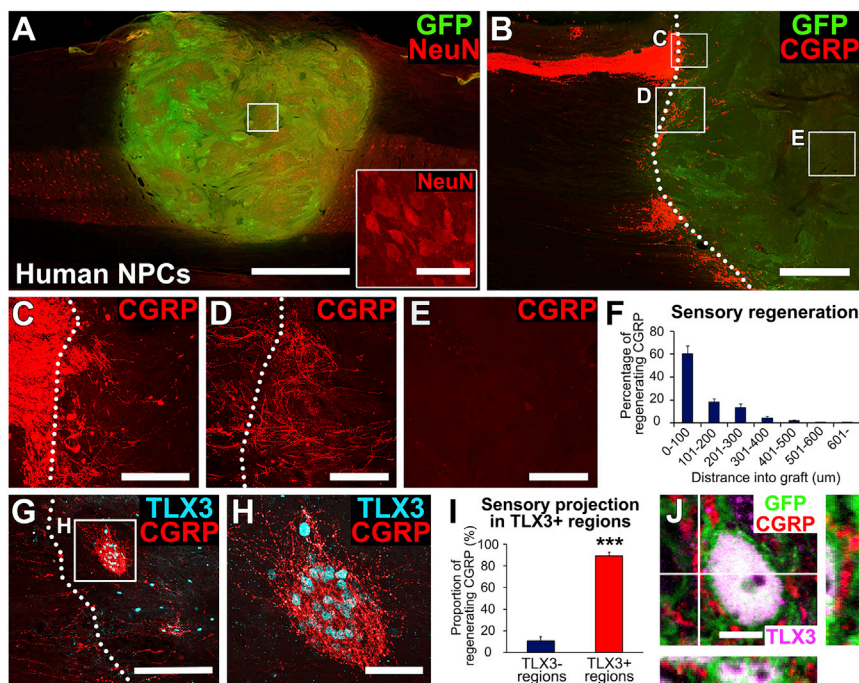 A
GFP
NeuN
NeuN
Human NPCs
B
GFP
CGRP
C
D
E
C
CGRP
D
CGRP
E
CGRP
F
Sensory regeneration
Percentage of
regenerating CGRP
80
60
40
20
0
0-100
101-200
201-300
301-400
401-500
501-600
601-
Distance into graft (um)
G
TLX3
CGRP
H
H
TLX3
CGRP
I
Sensory projection
in TLX3+ regions
Proportion of
regenerating CGRP (%)
100
80
60
40
20
0
***
TLX3-
regions
TLX3+
regions
J
GFP
CGRP
TLX3